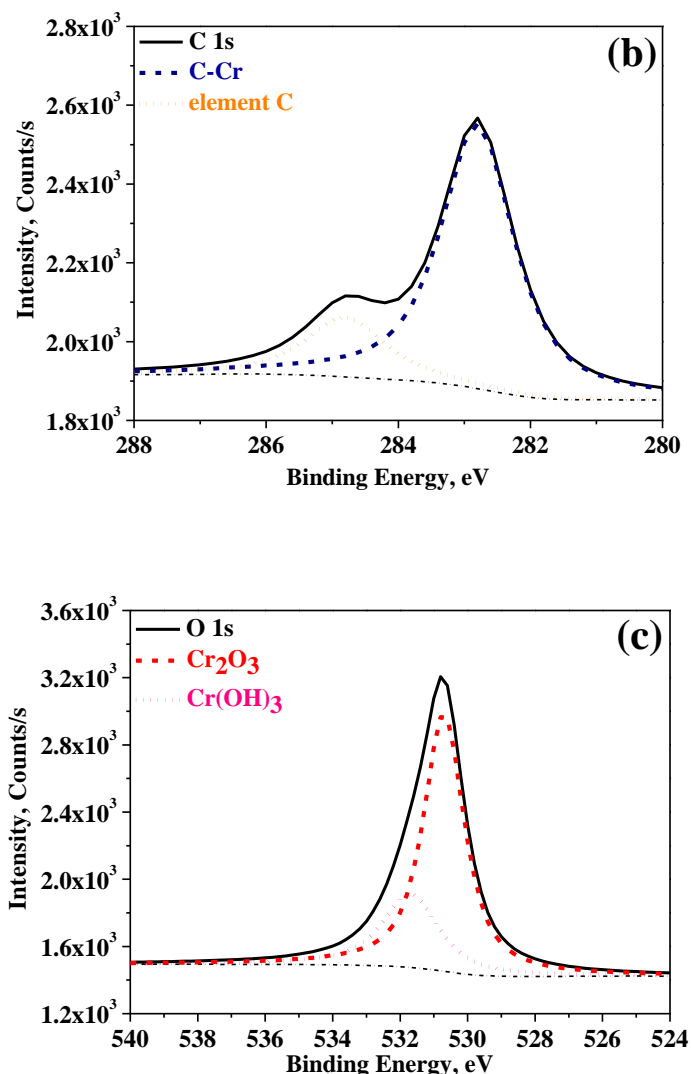 2.8x10³
C 1s
(b)
C-Cr
element C
2.6x10³
2.4x10³
2.2x10³
2.0x10³
1.8x10³
Intensity, Counts/s
288 286 284 282 280
Binding Energy, eV
3.6x10³
O 1s
(c)
Cr₂O₃
Cr(OH)₃
3.2x10³
2.8x10³
2.4x10³
2.0x10³
1.6x10³
1.2x10³
Intensity, Counts/s
540 538 536 534 532 530 528 526 524
Binding Energy, eV